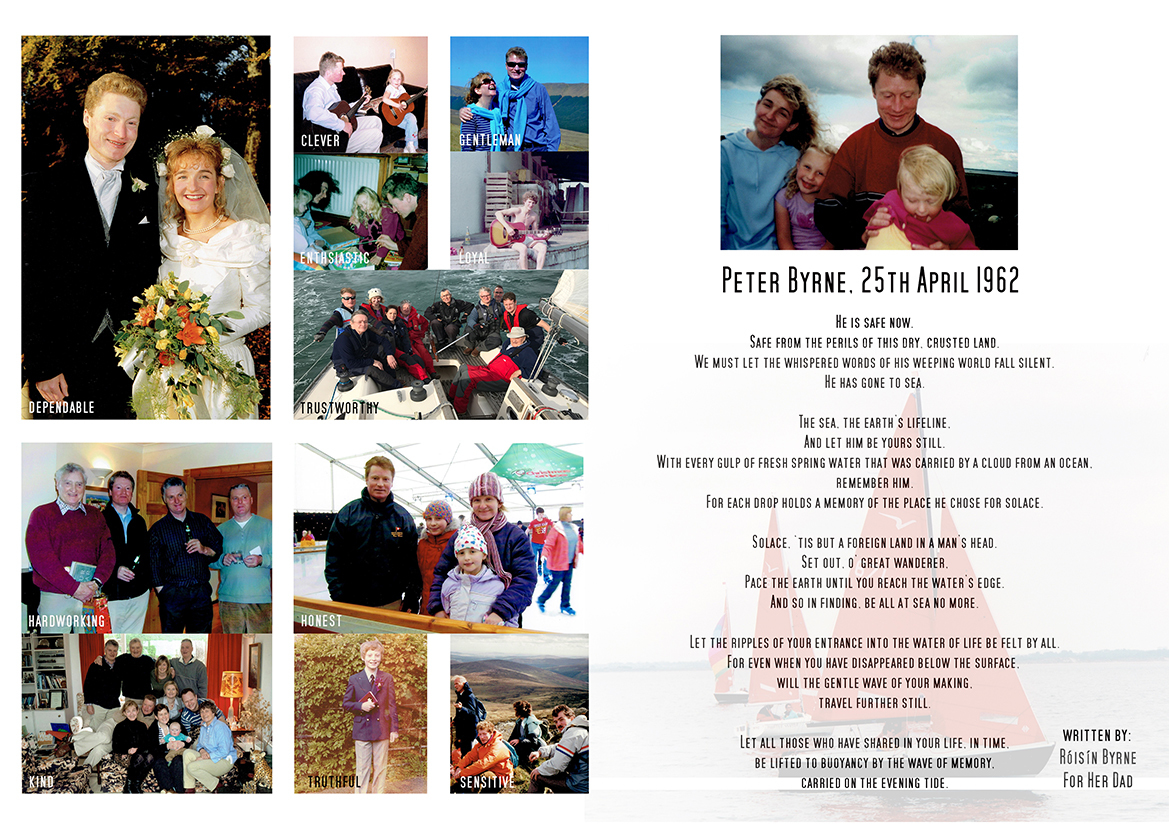 DEPENDABLE
CLEVER
GENTLEMAN
ENTHSIASTIC
LOYAL
TRUSTWORTHY
HARDWORKING
HONEST
KIND
TRUTHFUL
SENSITIVE
PETER BYRNE, 25TH APRIL 1962
HE IS SAFE NOW.
SAFE FROM THE PERILS OF THIS DRY, CRUSTED LAND.
WE MUST LET THE WHISPERED WORDS OF HIS WEEPING WORLD FALL SILENT.
HE HAS GONE TO SEA.
THE SEA, THE EARTH'S LIFELINE,
AND LET HIM BE YOURS STILL.
WITH EVERY GULP OF FRESH SPRING WATER THAT WAS CARRIED BY A CLOUD FROM AN OCEAN,
REMEMBER HIM.
FOR EACH DROP HOLDS A MEMORY OF THE PLACE HE CHOSE FOR SOLACE.
SOLACE, 'TIS BUT A FOREIGN LAND IN A MAN'S HEAD.
SET OUT, O' GREAT WANDERER,
PACE THE EARTH UNTIL YOU REACH THE WATER'S EDGE.
AND SO IN FINDING, BE ALL AT SEA NO MORE.
LET THE RIPPLES OF YOUR ENTRANCE INTO THE WATER OF LIFE BE FELT BY ALL.
FOR EVEN WHEN YOU HAVE DISAPPEARED BELOW THE SURFACE,
WILL THE GENTLE WAVE OF YOUR MAKING,
TRAVEL FURTHER STILL.
LET ALL THOSE WHO HAVE SHARED IN YOUR LIFE, IN TIME,
BE LIFTED TO BUOYANCY BY THE WAVE OF MEMORY,
CARRIED ON THE EVENING TIDE.
WRITTEN BY:
RÓISÍN BYRNE
FOR HER DAD